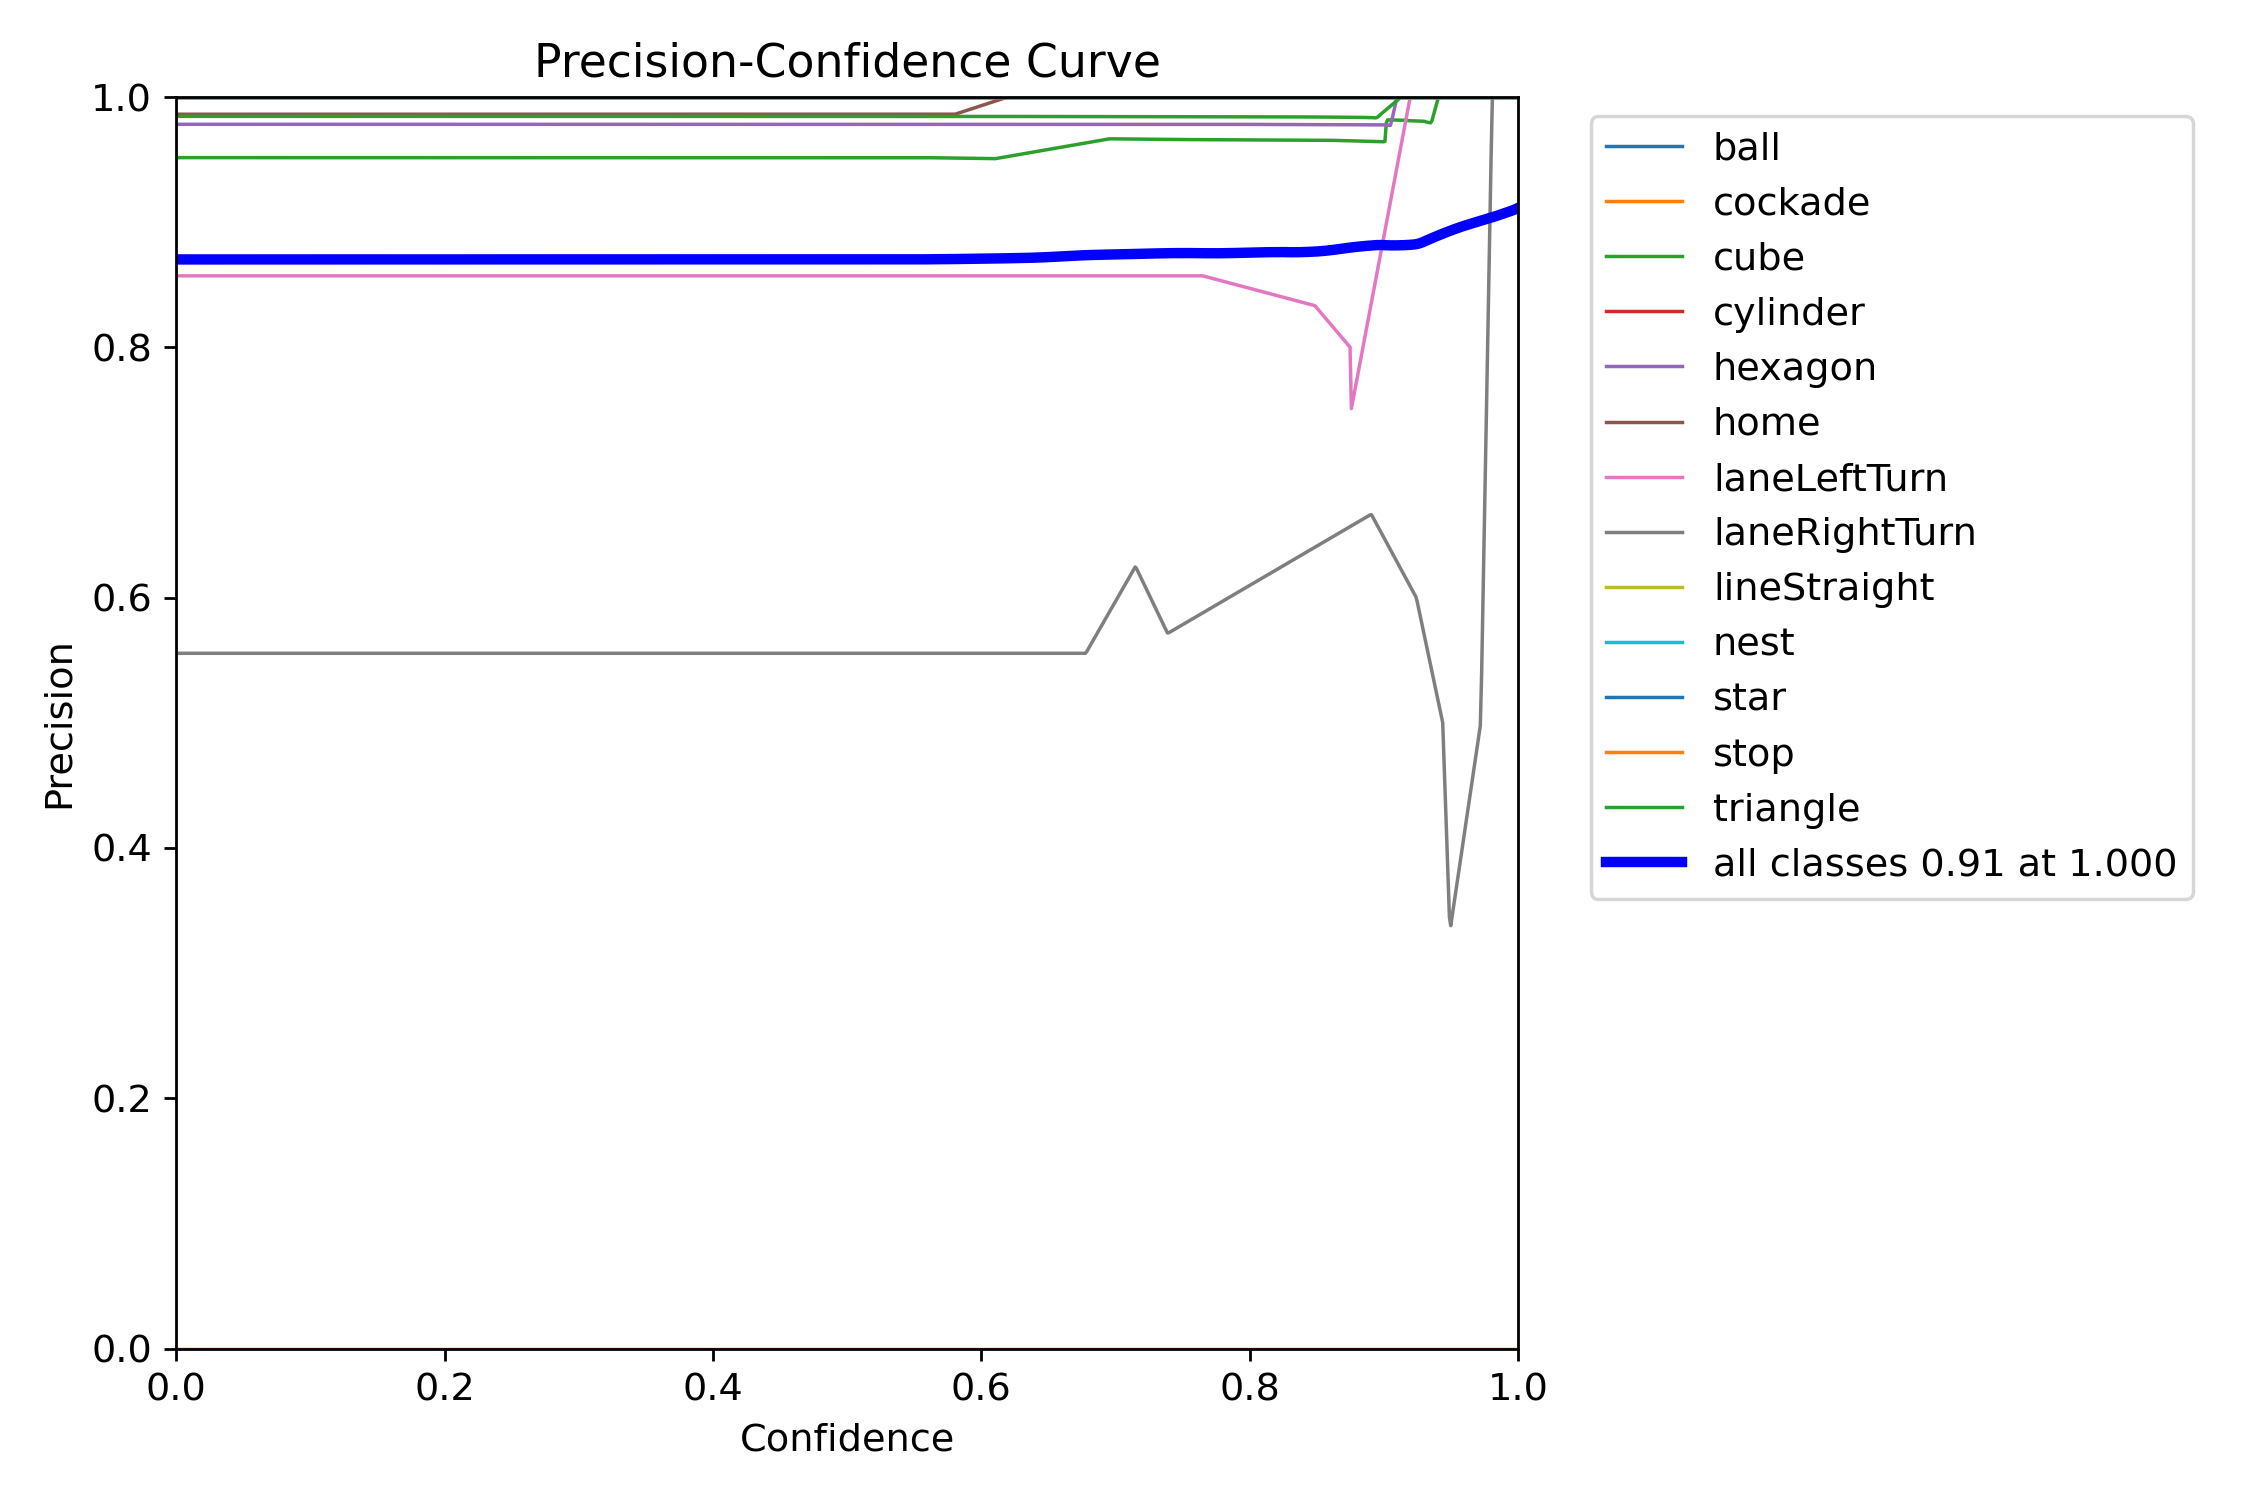 Precision-Confidence Curve
1.0
0.8
0.6
0.4
0.2
0.0
Precision
0.0 0.2 0.4 0.6 0.8 1.0
Confidence
ball
cockade
cube
cylinder
hexagon
home
laneLeftTurn
laneRightTurn
lineStraight
nest
star
stop
triangle
all classes 0.91 at 1.000